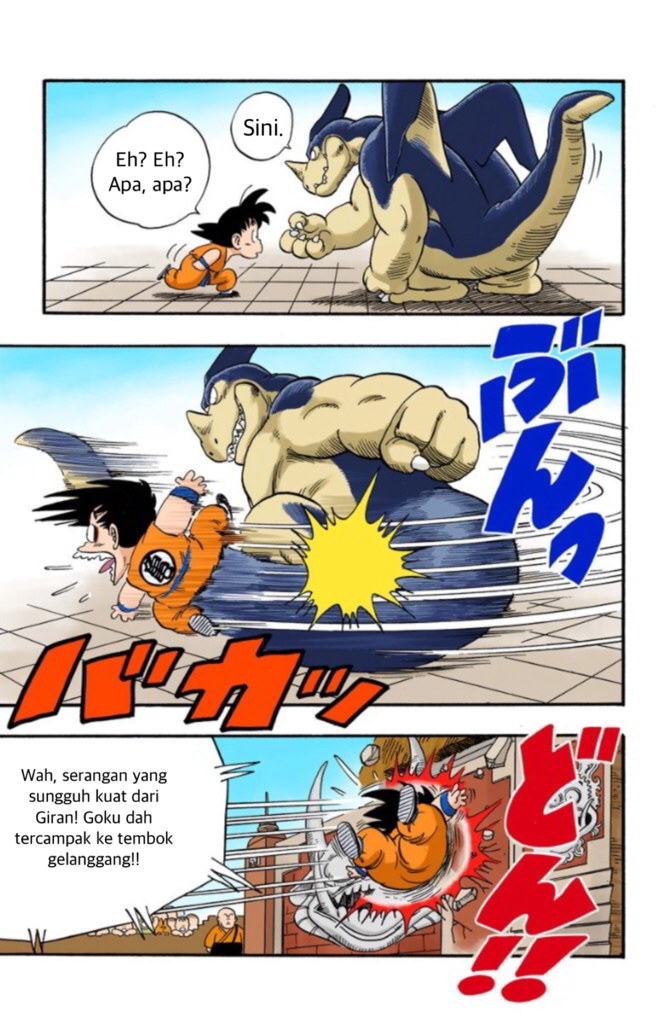 Sini.
Eh? Eh?
Apa, apa?
ぶんっ
バカッ
Wah, serangan yang
sungguh kuat dari
Giran! Goku dah
tercampak ke tembok
gelanggang!!
どん!!